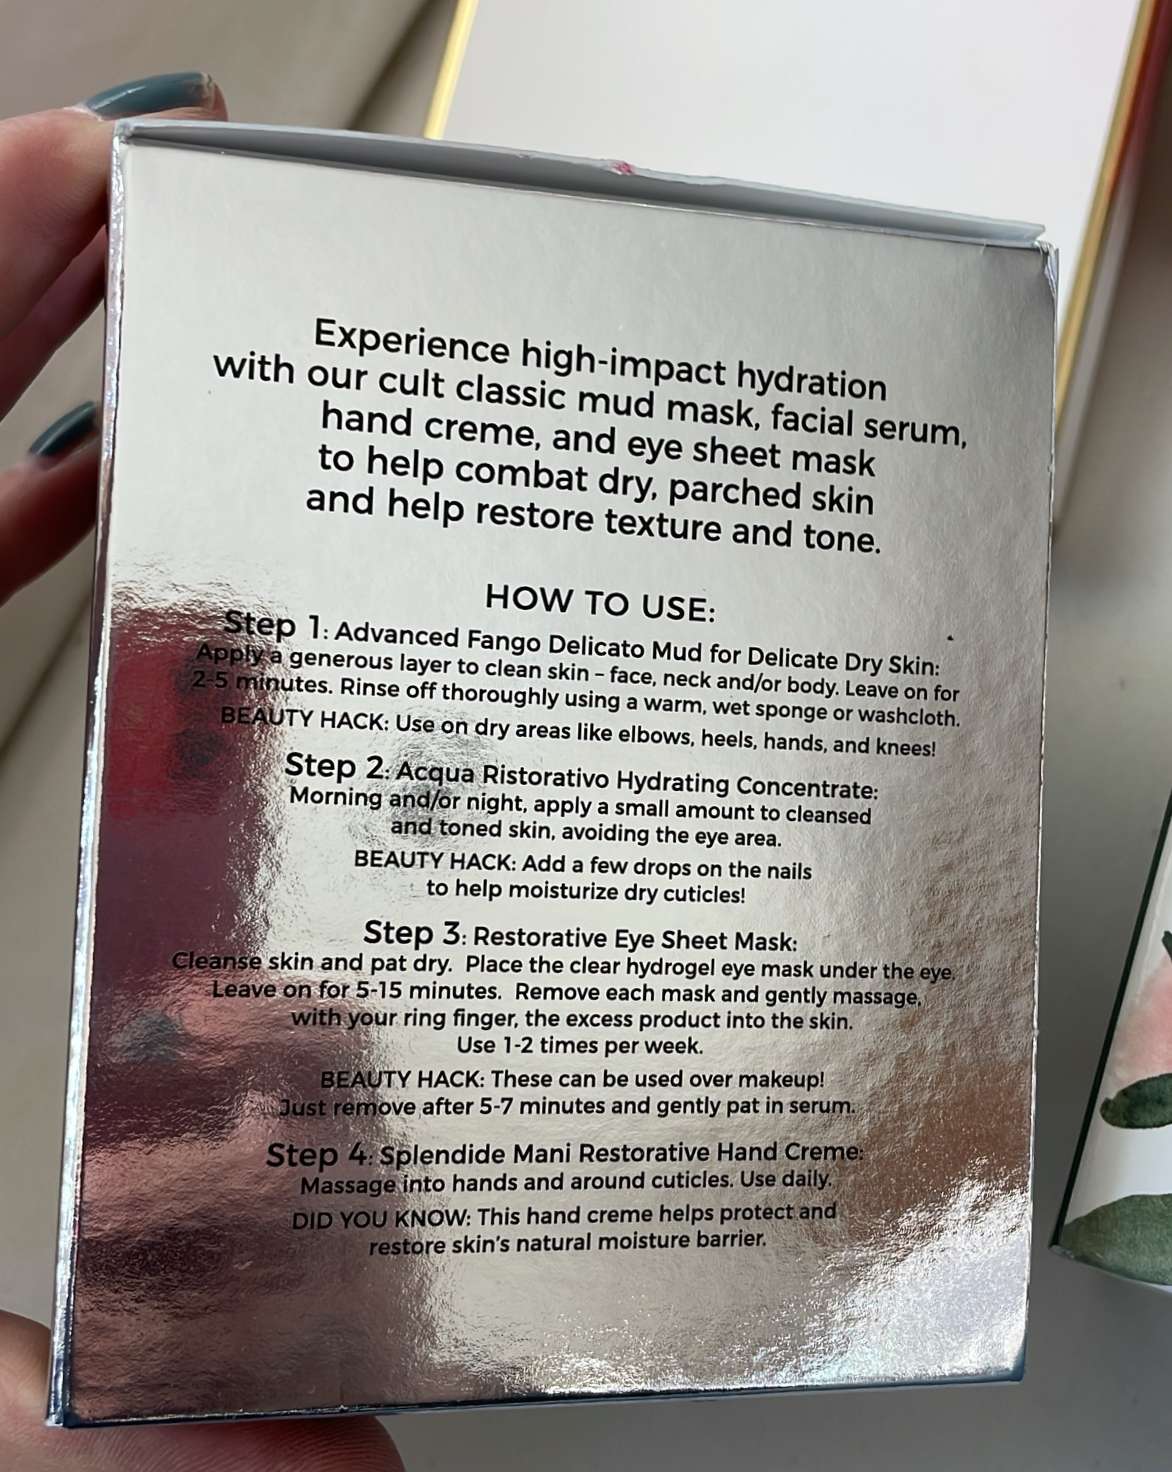 Experience high-impact hydration
with our cult classic mud mask, facial serum,
hand creme, and eye sheet mask
to help combat dry, parched skin
and help restore texture and tone.
HOW TO USE:
Step 1: Advanced Fango Delicato Mud for Delicate Dry Skin:
Apply a generous layer to clean skin – face, neck and/or body. Leave on for
2-5 minutes. Rinse off thoroughly using a warm, wet sponge or washcloth.
BEAUTY HACK: Use on dry areas like elbows, heels, hands, and knees!
Step 2: Acqua Ristorativo Hydrating Concentrate:
Morning and/or night, apply a small amount to cleansed
and toned skin, avoiding the eye area.
BEAUTY HACK: Add a few drops on the nails
to help moisturize dry cuticles!
Step 3: Restorative Eye Sheet Mask:
Cleanse skin and pat dry. Place the clear hydrogel eye mask under the eye.
Leave on for 5-15 minutes. Remove each mask and gently massage,
with your ring finger, the excess product into the skin.
Use 1-2 times per week.
BEAUTY HACK: These can be used over makeup!
Just remove after 5-7 minutes and gently pat in serum.
Step 4: Splendide Mani Restorative Hand Creme:
Massage into hands and around cuticles. Use daily.
DID YOU KNOW: This hand creme helps protect and
restore skin's natural moisture barrier.